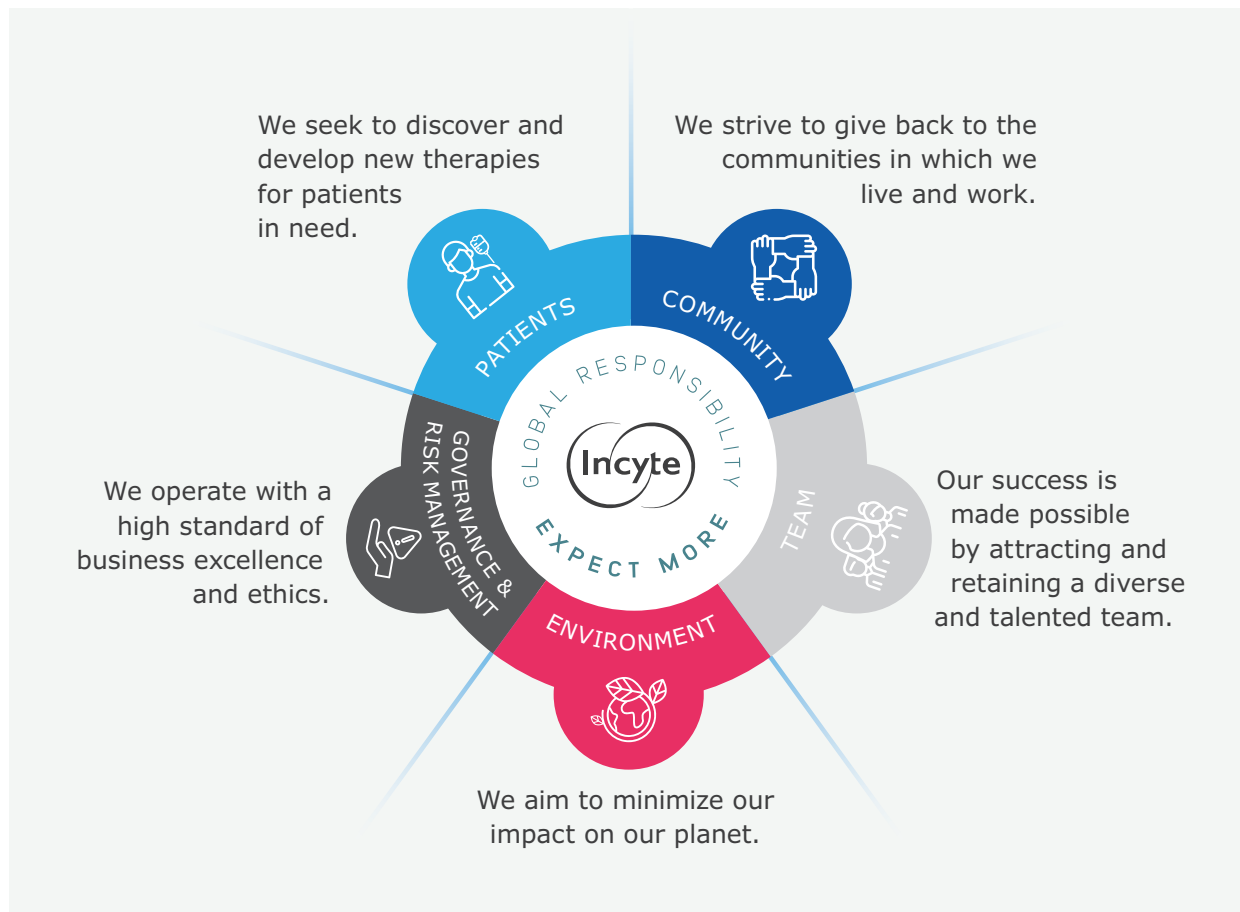 We seek to discover and
develop new therapies
for patients
in need.
We strive to give back to the
communities in which we
live and work.
PATIENTS
COMMUNITY
GLOBAL RESPONSIBILITY
Incyte
EXPECT MORE
GOVERNANCE &
RISK MANAGEMENT
We operate with a
high standard of
business excellence
and ethics.
TEAM
Our success is
made possible
by attracting and
retaining a diverse
and talented team.
ENVIRONMENT
We aim to minimize our
impact on our planet.